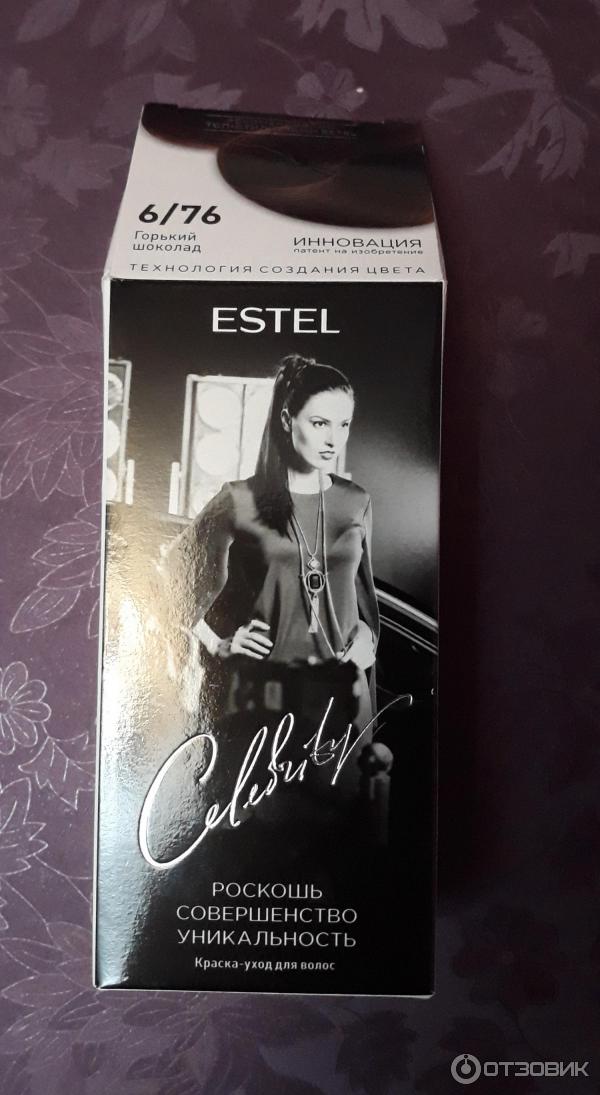 6/76
Горький
шоколад
ИННОВАЦИЯ
патент на изобретение
ТЕХНОЛОГИЯ СОЗДАНИЯ ЦВЕТА
ESTEL
Celebrity
РОСКОШЬ
СОВЕРШЕНСТВО
УНИКАЛЬНОСТЬ
Краска-уход для волос
ОТЗОВИК